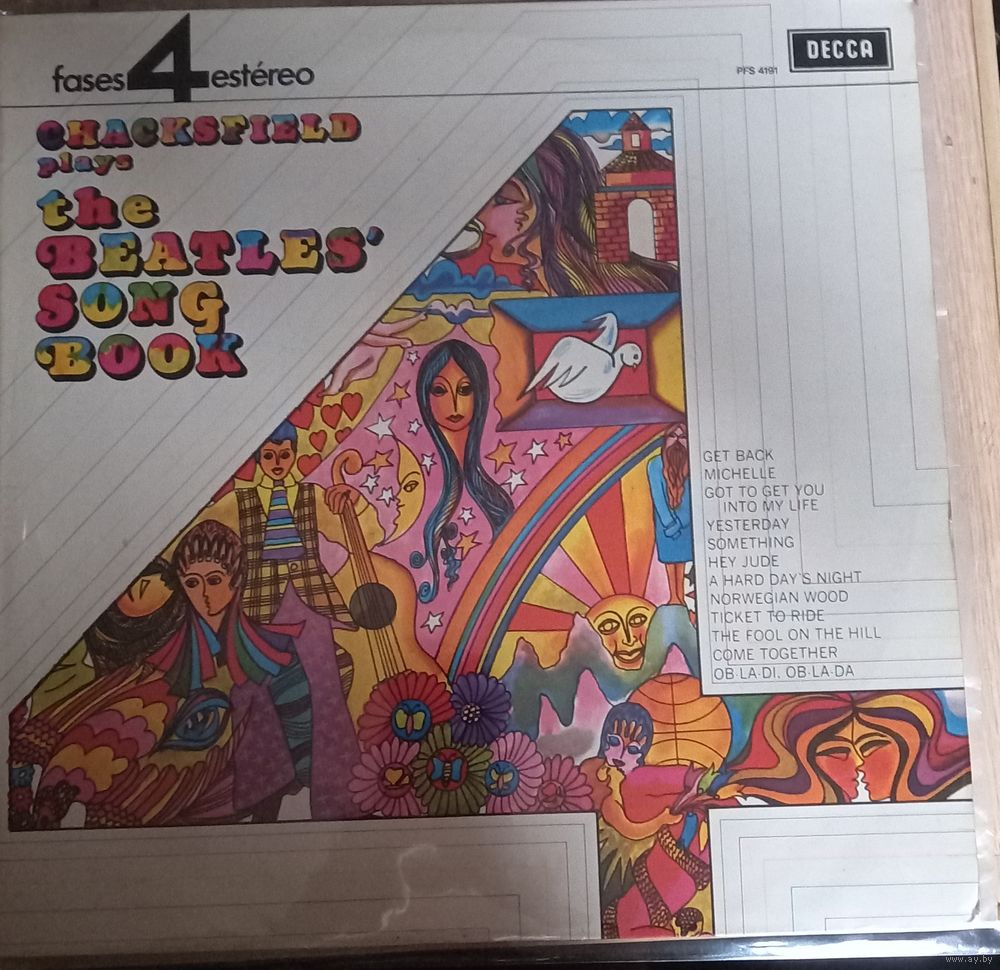 fases 4 estéreo
PFS 4191
DECCA
CHACKSFIELD
plays
the
BEATLES'
SONG
BOOK
GET BACK
MICHELLE
GOT TO GET YOU
INTO MY LIFE
YESTERDAY
SOMETHING
HEY JUDE
A HARD DAY'S NIGHT
NORWEGIAN WOOD
TICKET TO RIDE
THE FOOL ON THE HILL
COME TOGETHER
OB·LA·DI, OB·LA·DA
www.ay.by